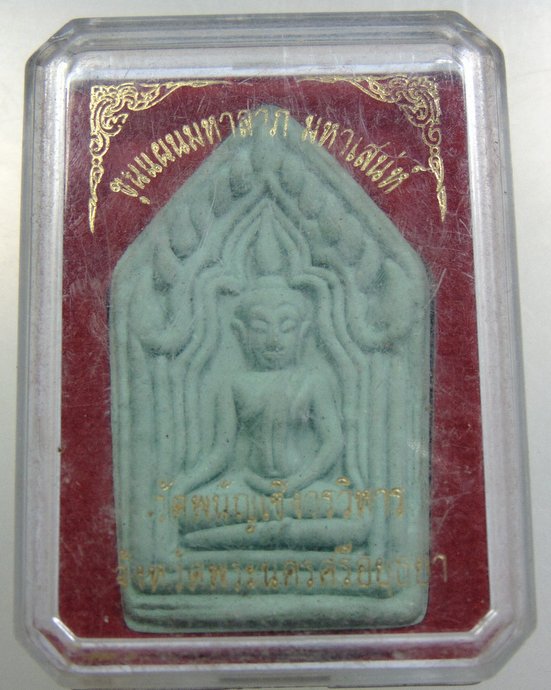 ขุนแผนมหาลาภ มหาเสน่ห์
วัดพนัญเชิงวรวิหาร
จังหวัดพระนครศรีอยุธยา